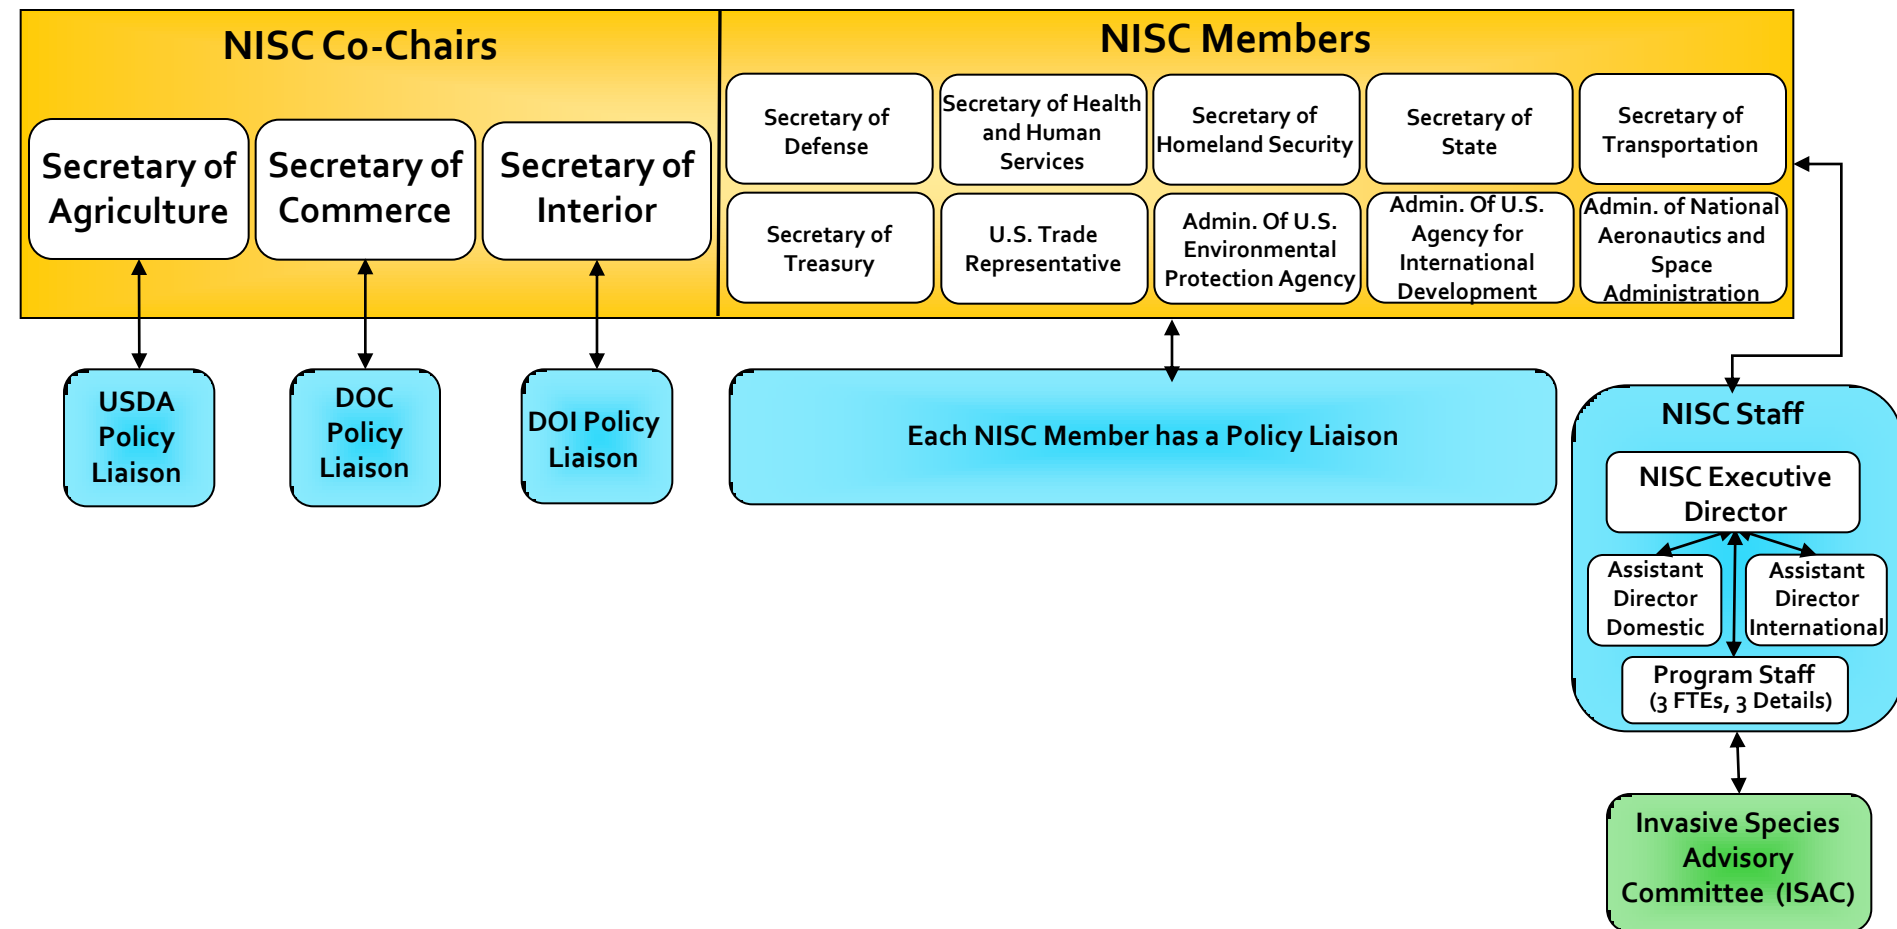 NISC Co-Chairs
NISC Members
Secretary of
Agriculture
Secretary of
Commerce
Secretary of
Interior
Secretary of
Defense
Secretary of Health
and Human
Services
Secretary of
Homeland Security
Secretary of
State
Secretary of
Transportation
Secretary of
Treasury
U.S. Trade
Representative
Admin. Of U.S.
Environmental
Protection Agency
Admin. Of U.S.
Agency for
International
Development
Admin. of National
Aeronautics and
Space
Administration
USDA
Policy
Liaison
DOC
Policy
Liaison
DOI Policy
Liaison
Each NISC Member has a Policy Liaison
NISC Staff
NISC Executive
Director
Assistant
Director
Domestic
Assistant
Director
International
Program Staff
(3 FTEs, 3 Details)
Invasive Species
Advisory
Committee (ISAC)